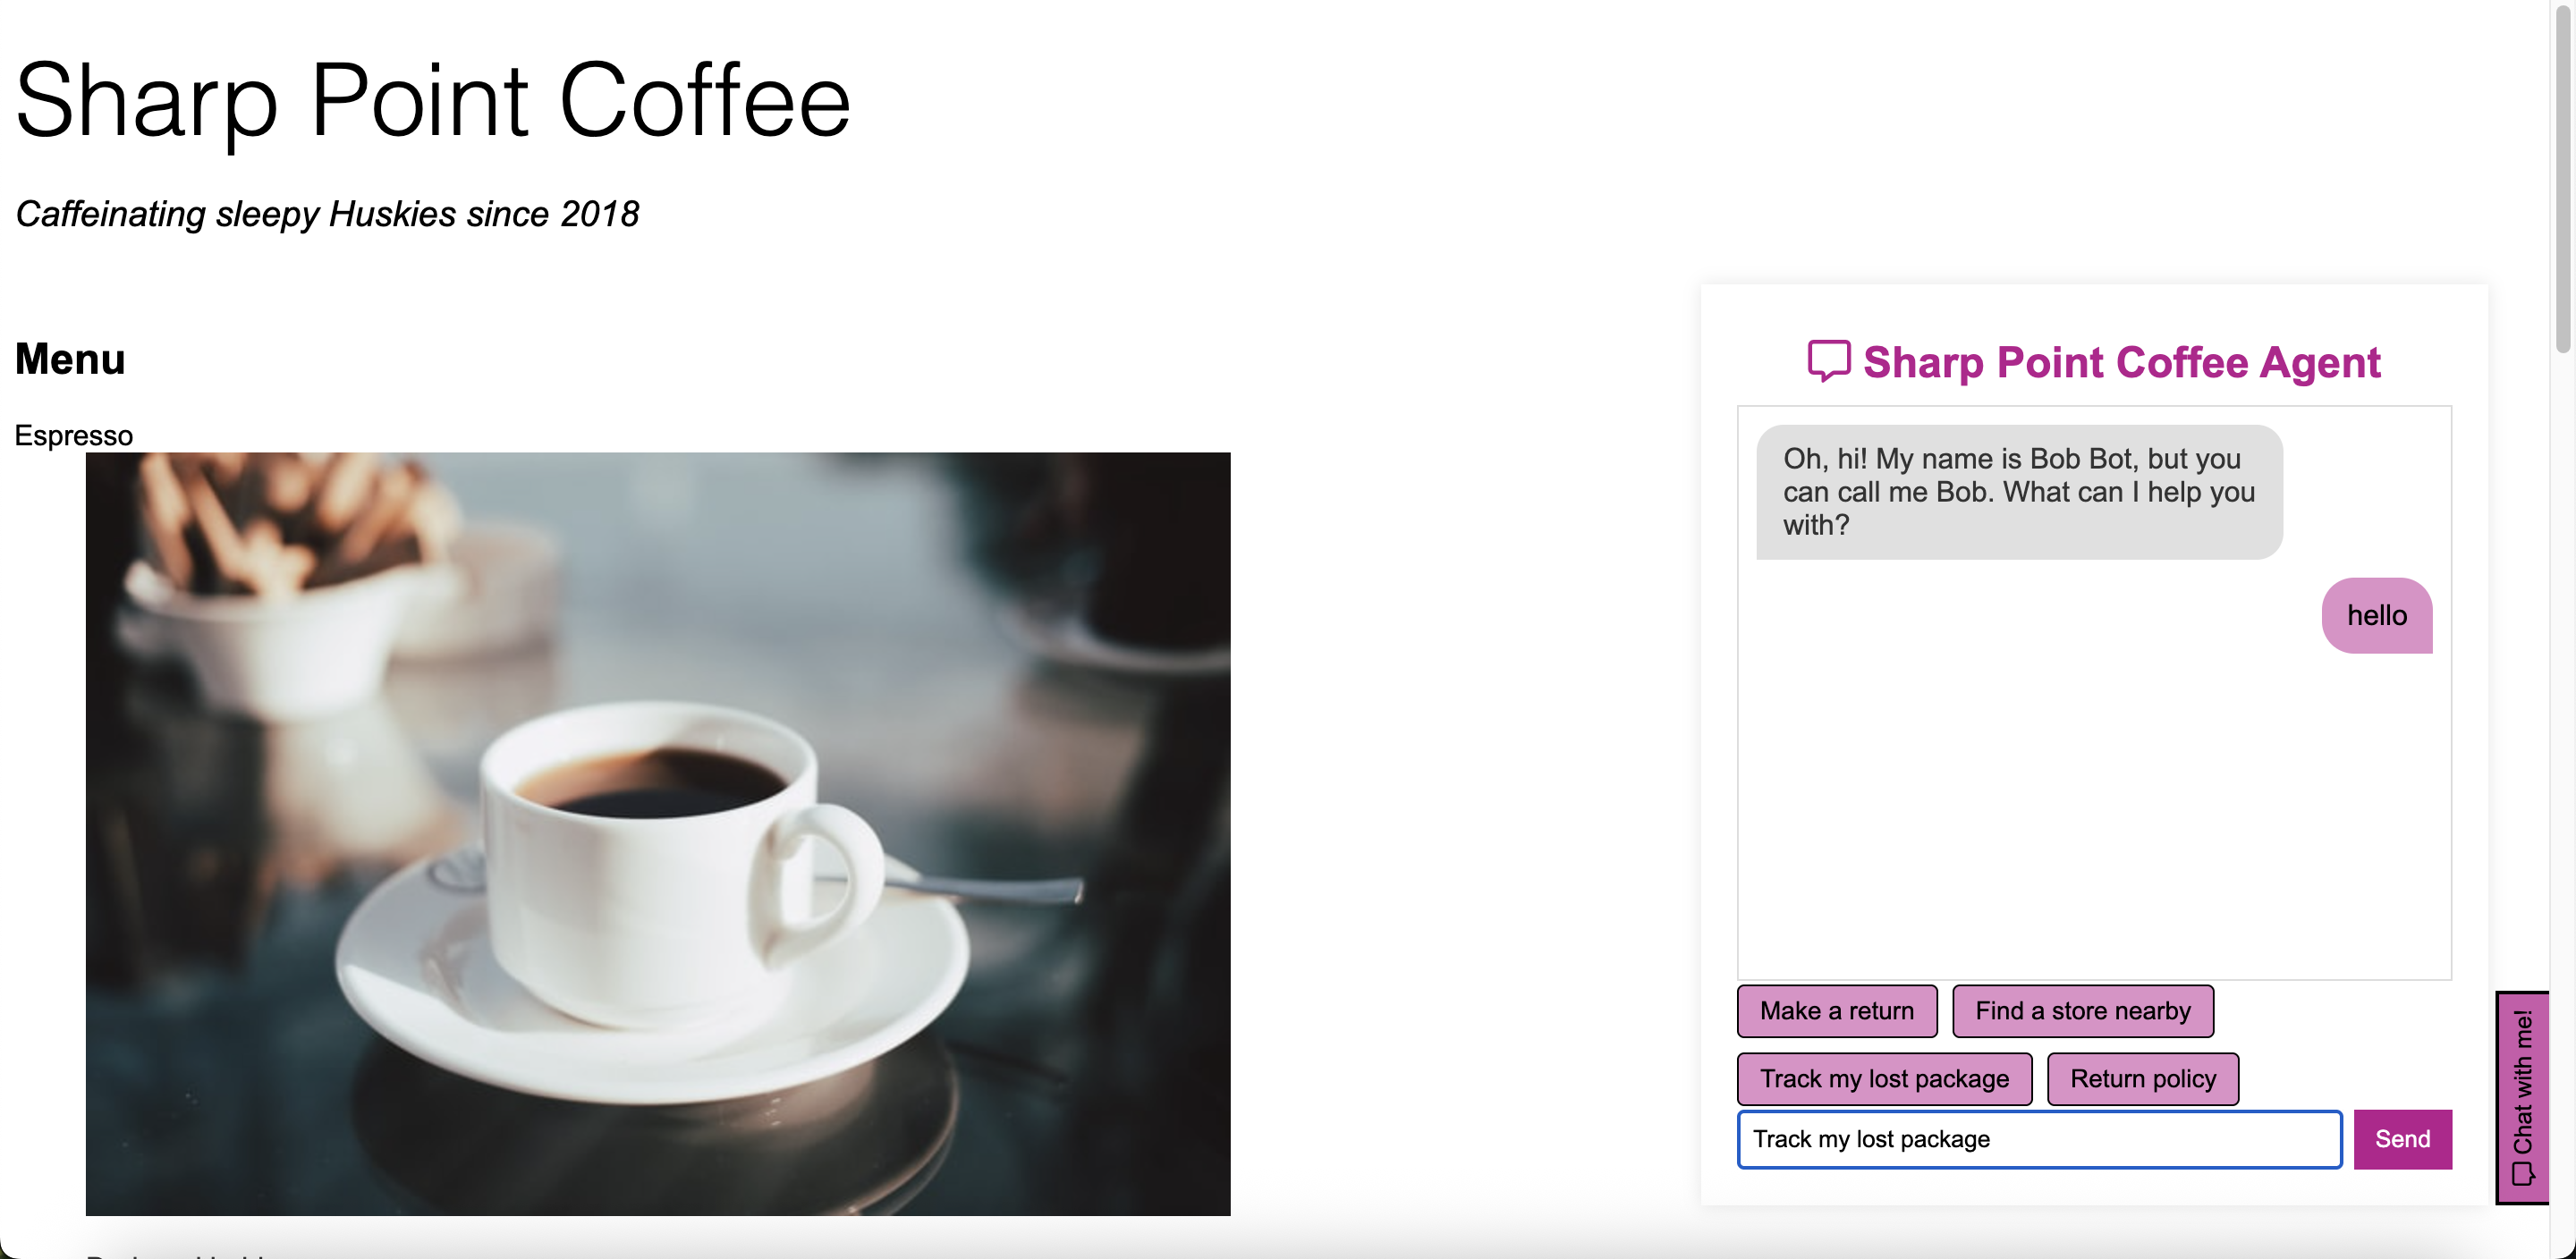 Sharp Point Coffee
Caffeinating sleepy Huskies since 2018
Menu
Espresso
Sharp Point Coffee Agent
Oh, hi! My name is Bob Bot, but you
can call me Bob. What can I help you
with?
hello
Make a return
Find a store nearby
Track my lost package
Return policy
Track my lost package
Send
Chat with me!